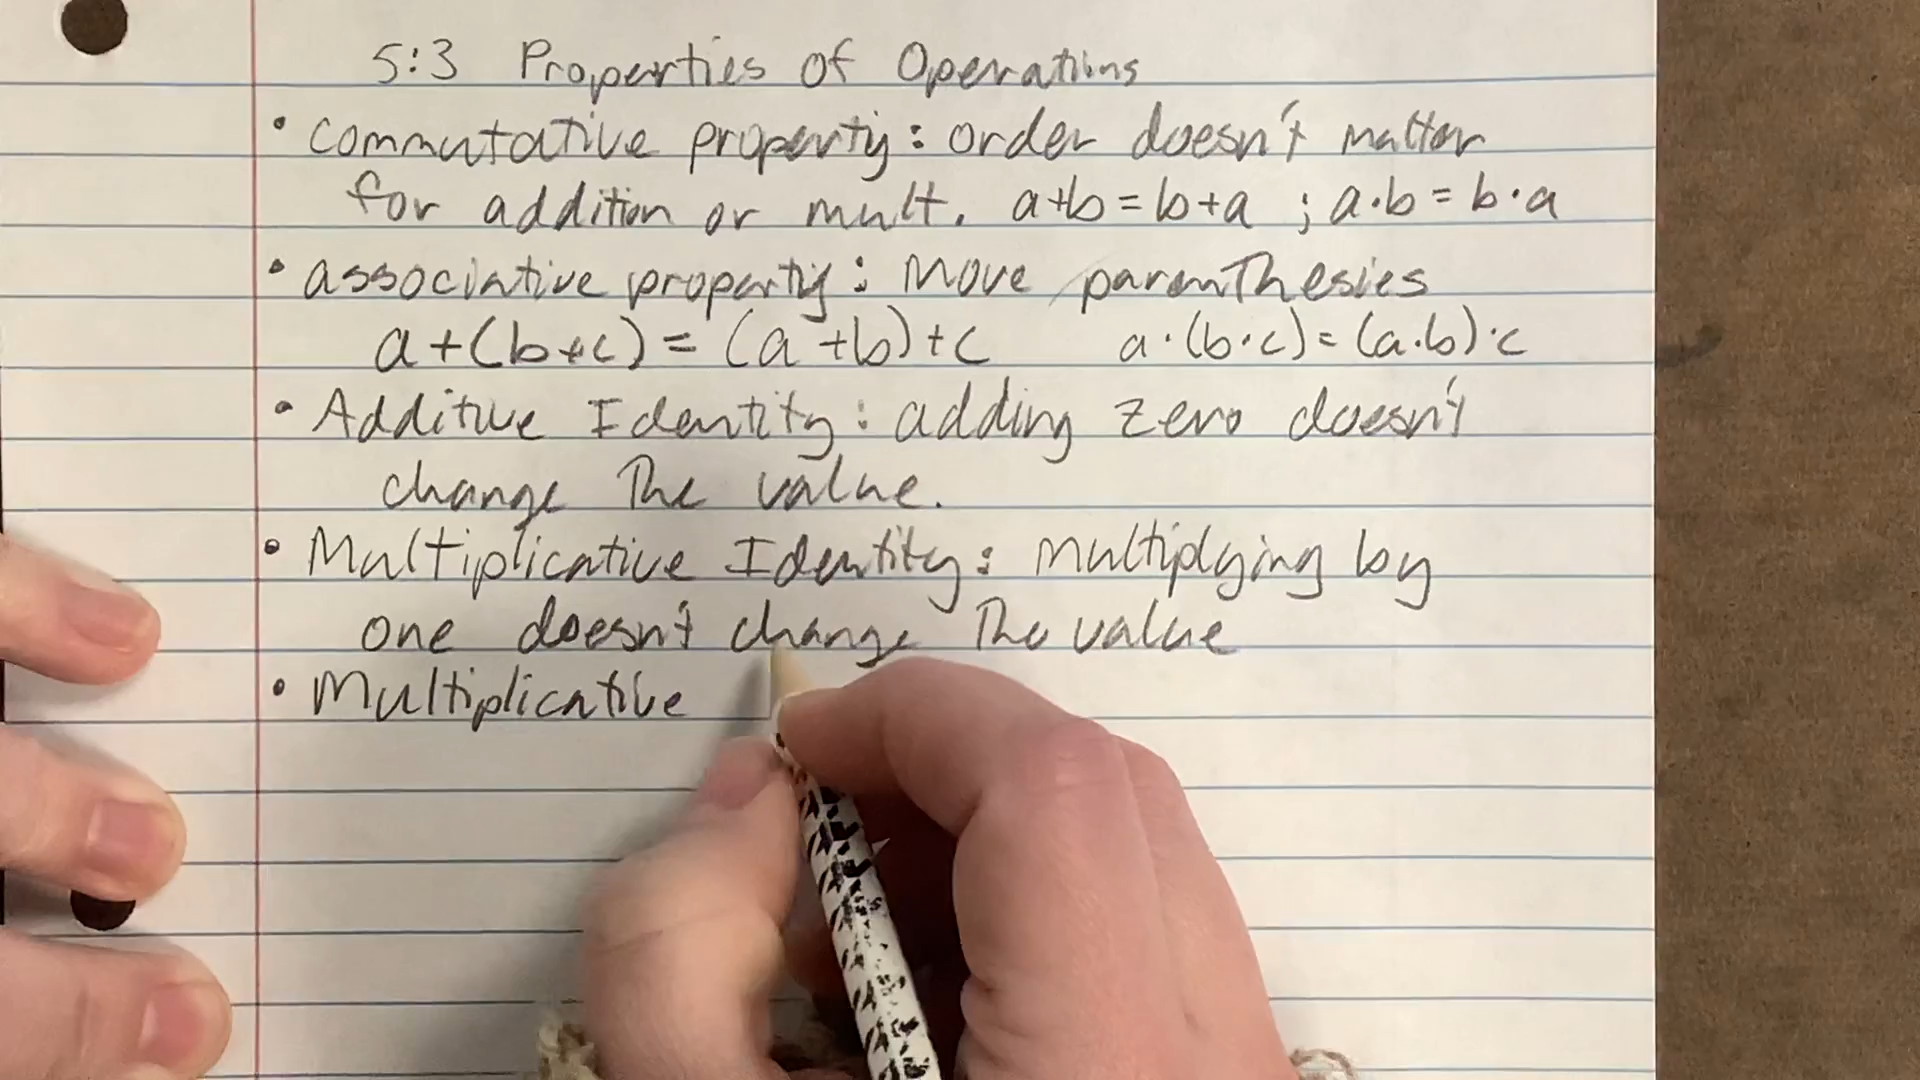 5:3 Properties of Operations
• commutative property: order doesn't matter
for addition or mult. a+b=b+a ; a·b=b·a
• associative property: Move parenthesies
a+(b+c)=(a+b)+c a·(b·c)=(a·b)·c
• Additive Identity: adding zero doesn't
change the value.
• Multiplicative Identity: multiplying by
one doesn't change the value
• Multiplicative